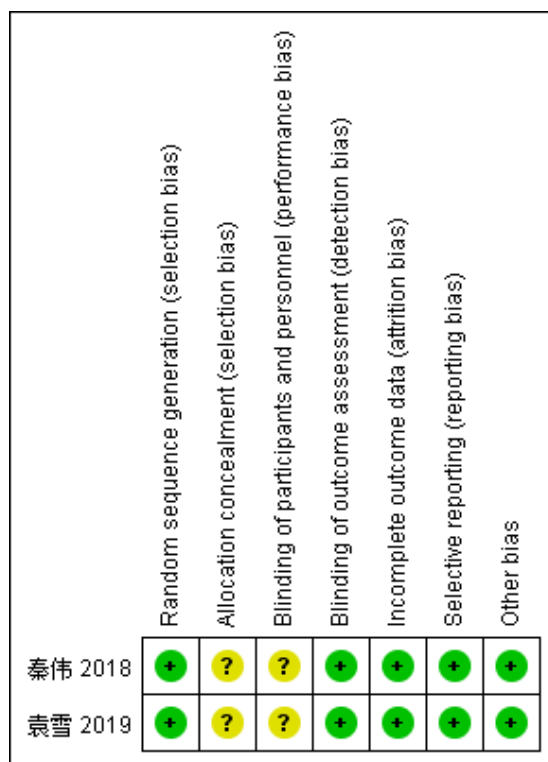 Random sequence generation (selection bias)
Allocation concealment (selection bias)
Blinding of participants and personnel (performance bias)
Blinding of outcome assessment (detection bias)
Incomplete outcome data (attrition bias)
Selective reporting (reporting bias)
Other bias
秦伟 2018 + ? ? + + + +
袁雪 2019 + ? ? + + + +